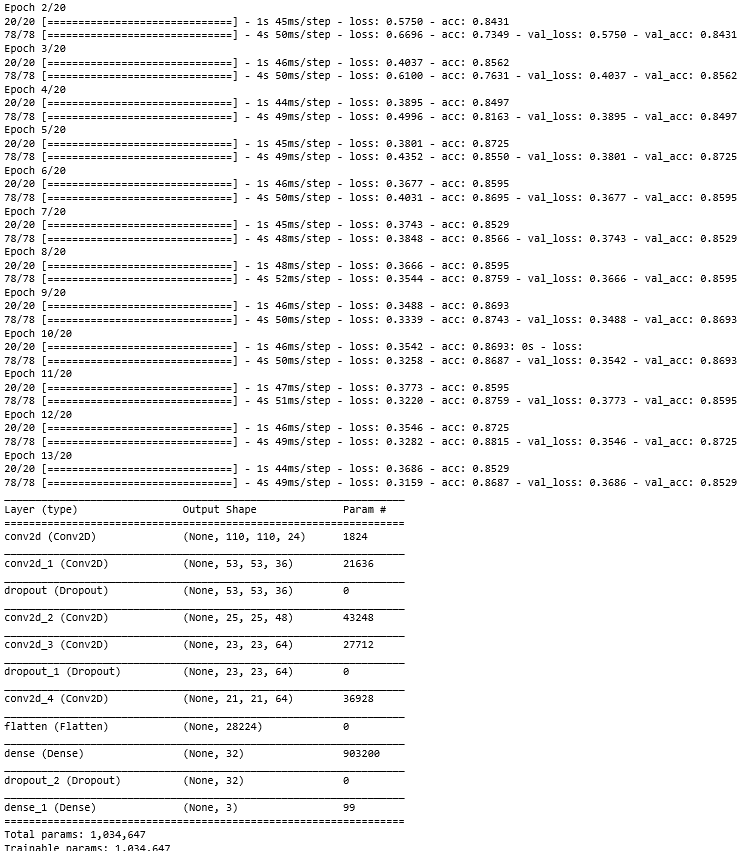 Epoch 2/20
20/20 [==============================] - 1s 45ms/step - loss: 0.5750 - acc: 0.8431
78/78 [==============================] - 4s 50ms/step - loss: 0.6696 - acc: 0.7349 - val_loss: 0.5750 - val_acc: 0.8431
Epoch 3/20
20/20 [==============================] - 1s 46ms/step - loss: 0.4037 - acc: 0.8562
78/78 [==============================] - 4s 50ms/step - loss: 0.6100 - acc: 0.7631 - val_loss: 0.4037 - val_acc: 0.8562
Epoch 4/20
20/20 [==============================] - 1s 44ms/step - loss: 0.3895 - acc: 0.8497
78/78 [==============================] - 4s 49ms/step - loss: 0.4996 - acc: 0.8163 - val_loss: 0.3895 - val_acc: 0.8497
Epoch 5/20
20/20 [==============================] - 1s 45ms/step - loss: 0.3801 - acc: 0.8725
78/78 [==============================] - 4s 49ms/step - loss: 0.4352 - acc: 0.8550 - val_loss: 0.3801 - val_acc: 0.8725
Epoch 6/20
20/20 [==============================] - 1s 46ms/step - loss: 0.3677 - acc: 0.8595
78/78 [==============================] - 4s 50ms/step - loss: 0.4031 - acc: 0.8695 - val_loss: 0.3677 - val_acc: 0.8595
Epoch 7/20
20/20 [==============================] - 1s 45ms/step - loss: 0.3743 - acc: 0.8529
78/78 [==============================] - 4s 48ms/step - loss: 0.3848 - acc: 0.8566 - val_loss: 0.3743 - val_acc: 0.8529
Epoch 8/20
20/20 [==============================] - 1s 48ms/step - loss: 0.3666 - acc: 0.8595
78/78 [==============================] - 4s 52ms/step - loss: 0.3544 - acc: 0.8759 - val_loss: 0.3666 - val_acc: 0.8595
Epoch 9/20
20/20 [==============================] - 1s 46ms/step - loss: 0.3488 - acc: 0.8693
78/78 [==============================] - 4s 50ms/step - loss: 0.3339 - acc: 0.8743 - val_loss: 0.3488 - val_acc: 0.8693
Epoch 10/20
20/20 [==============================] - 1s 46ms/step - loss: 0.3542 - acc: 0.8693: 0s - loss:
78/78 [==============================] - 4s 50ms/step - loss: 0.3258 - acc: 0.8687 - val_loss: 0.3542 - val_acc: 0.8693
Epoch 11/20
20/20 [==============================] - 1s 47ms/step - loss: 0.3773 - acc: 0.8595
78/78 [==============================] - 4s 51ms/step - loss: 0.3220 - acc: 0.8759 - val_loss: 0.3773 - val_acc: 0.8595
Epoch 12/20
20/20 [==============================] - 1s 46ms/step - loss: 0.3546 - acc: 0.8725
78/78 [==============================] - 4s 49ms/step - loss: 0.3282 - acc: 0.8815 - val_loss: 0.3546 - val_acc: 0.8725
Epoch 13/20
20/20 [==============================] - 1s 44ms/step - loss: 0.3686 - acc: 0.8529
78/78 [==============================] - 4s 49ms/step - loss: 0.3159 - acc: 0.8687 - val_loss: 0.3686 - val_acc: 0.8529
_________________________________________________________________
Layer (type)                 Output Shape              Param #
=================================================================
conv2d (Conv2D)              (None, 110, 110, 24)      1824
_________________________________________________________________
conv2d_1 (Conv2D)            (None, 53, 53, 36)        21636
_________________________________________________________________
dropout (Dropout)            (None, 53, 53, 36)        0
_________________________________________________________________
conv2d_2 (Conv2D)            (None, 25, 25, 48)        43248
_________________________________________________________________
conv2d_3 (Conv2D)            (None, 23, 23, 64)        27712
_________________________________________________________________
dropout_1 (Dropout)          (None, 23, 23, 64)        0
_________________________________________________________________
conv2d_4 (Conv2D)            (None, 21, 21, 64)        36928
_________________________________________________________________
flatten (Flatten)            (None, 28224)             0
_________________________________________________________________
dense (Dense)                (None, 32)                903200
_________________________________________________________________
dropout_2 (Dropout)          (None, 32)                0
_________________________________________________________________
dense_1 (Dense)              (None, 3)                 99
=================================================================
Total params: 1,034,647
Trainable params: 1,034,647